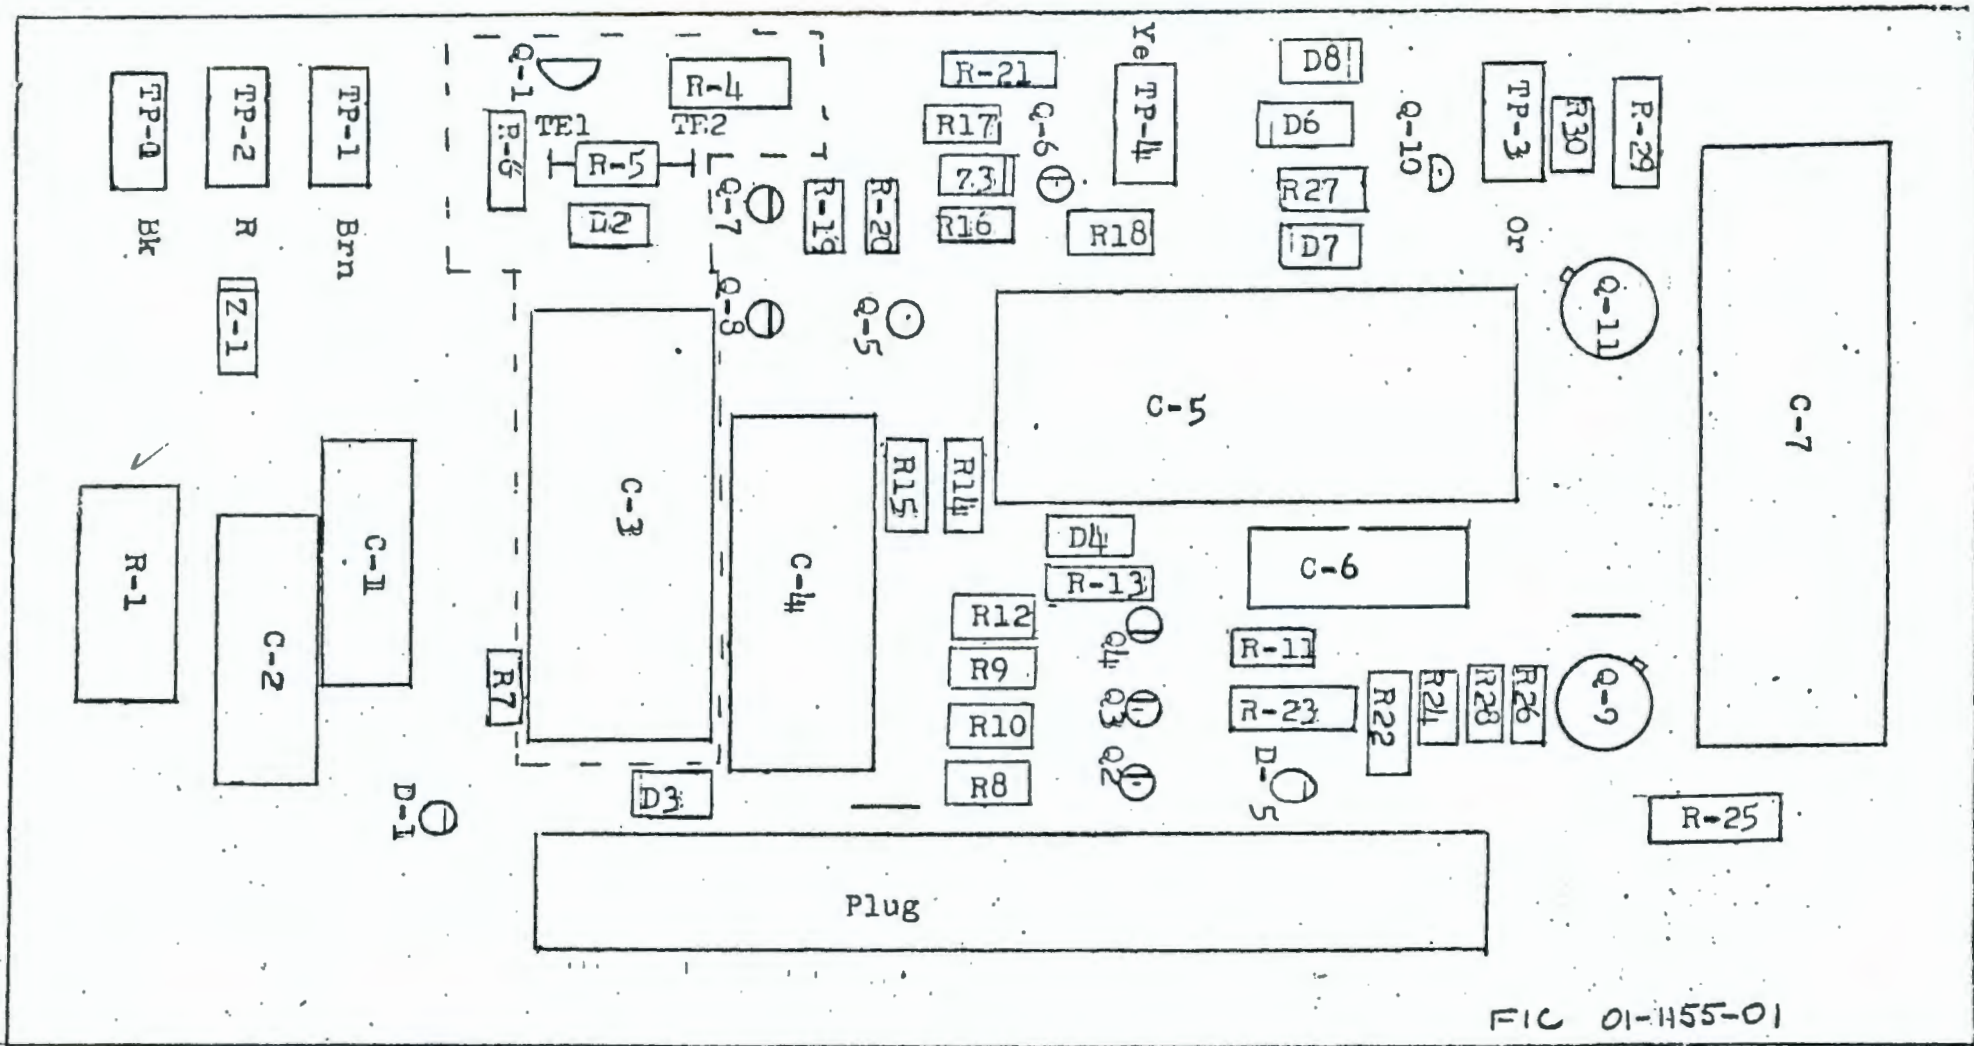 TP-0
TP-2
TP-1
Bk
R
Brn
Z-1
Q-1
R-4
R-6
TE1
TE2
R-5
D2
Q-7
R-19
R-20
Q-8
Q-5
R-21
R17
Q-6
Z3
R16
R18
Ye
TP-4
D8
D6
R27
D7
Q-10
TP-3
R30
R-29
Or
Q-11
C-7
C-5
C-3
C-4
R15
R14
D4
R-13
C-6
R-1
C-2
C-1
R7
R12
R9
R10
R8
Q4
Q3
Q2
R-11
R-23
R22
R24
R28
R26
Q-9
D-5
D-1
D3
R-25
Plug
FIC 01-1155-01